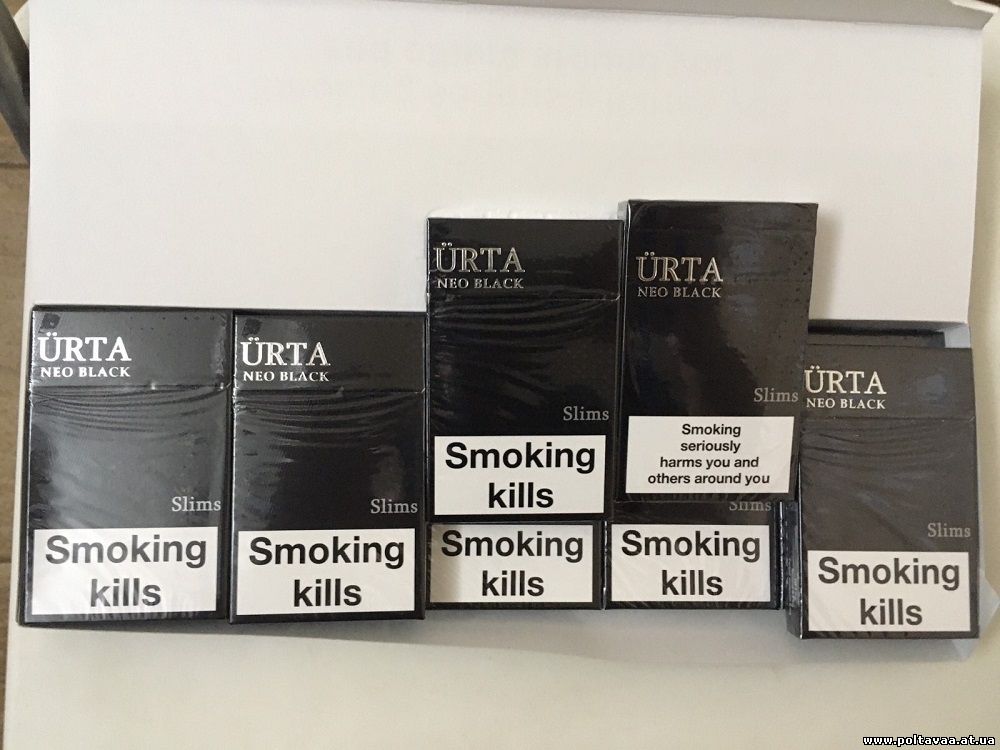 ÜRTA
NEO BLACK
Slims
Smoking
kills
ÜRTA
NEO BLACK
Slims
Smoking
kills
ÜRTA
NEO BLACK
Slims
Smoking
kills
Smoking
kills
ÜRTA
NEO BLACK
Slims
Smoking
seriously
harms you and
others around you
Slims
Smoking
kills
ÜRTA
NEO BLACK
Slims
Smoking
kills
www.poltavaa.at.ua